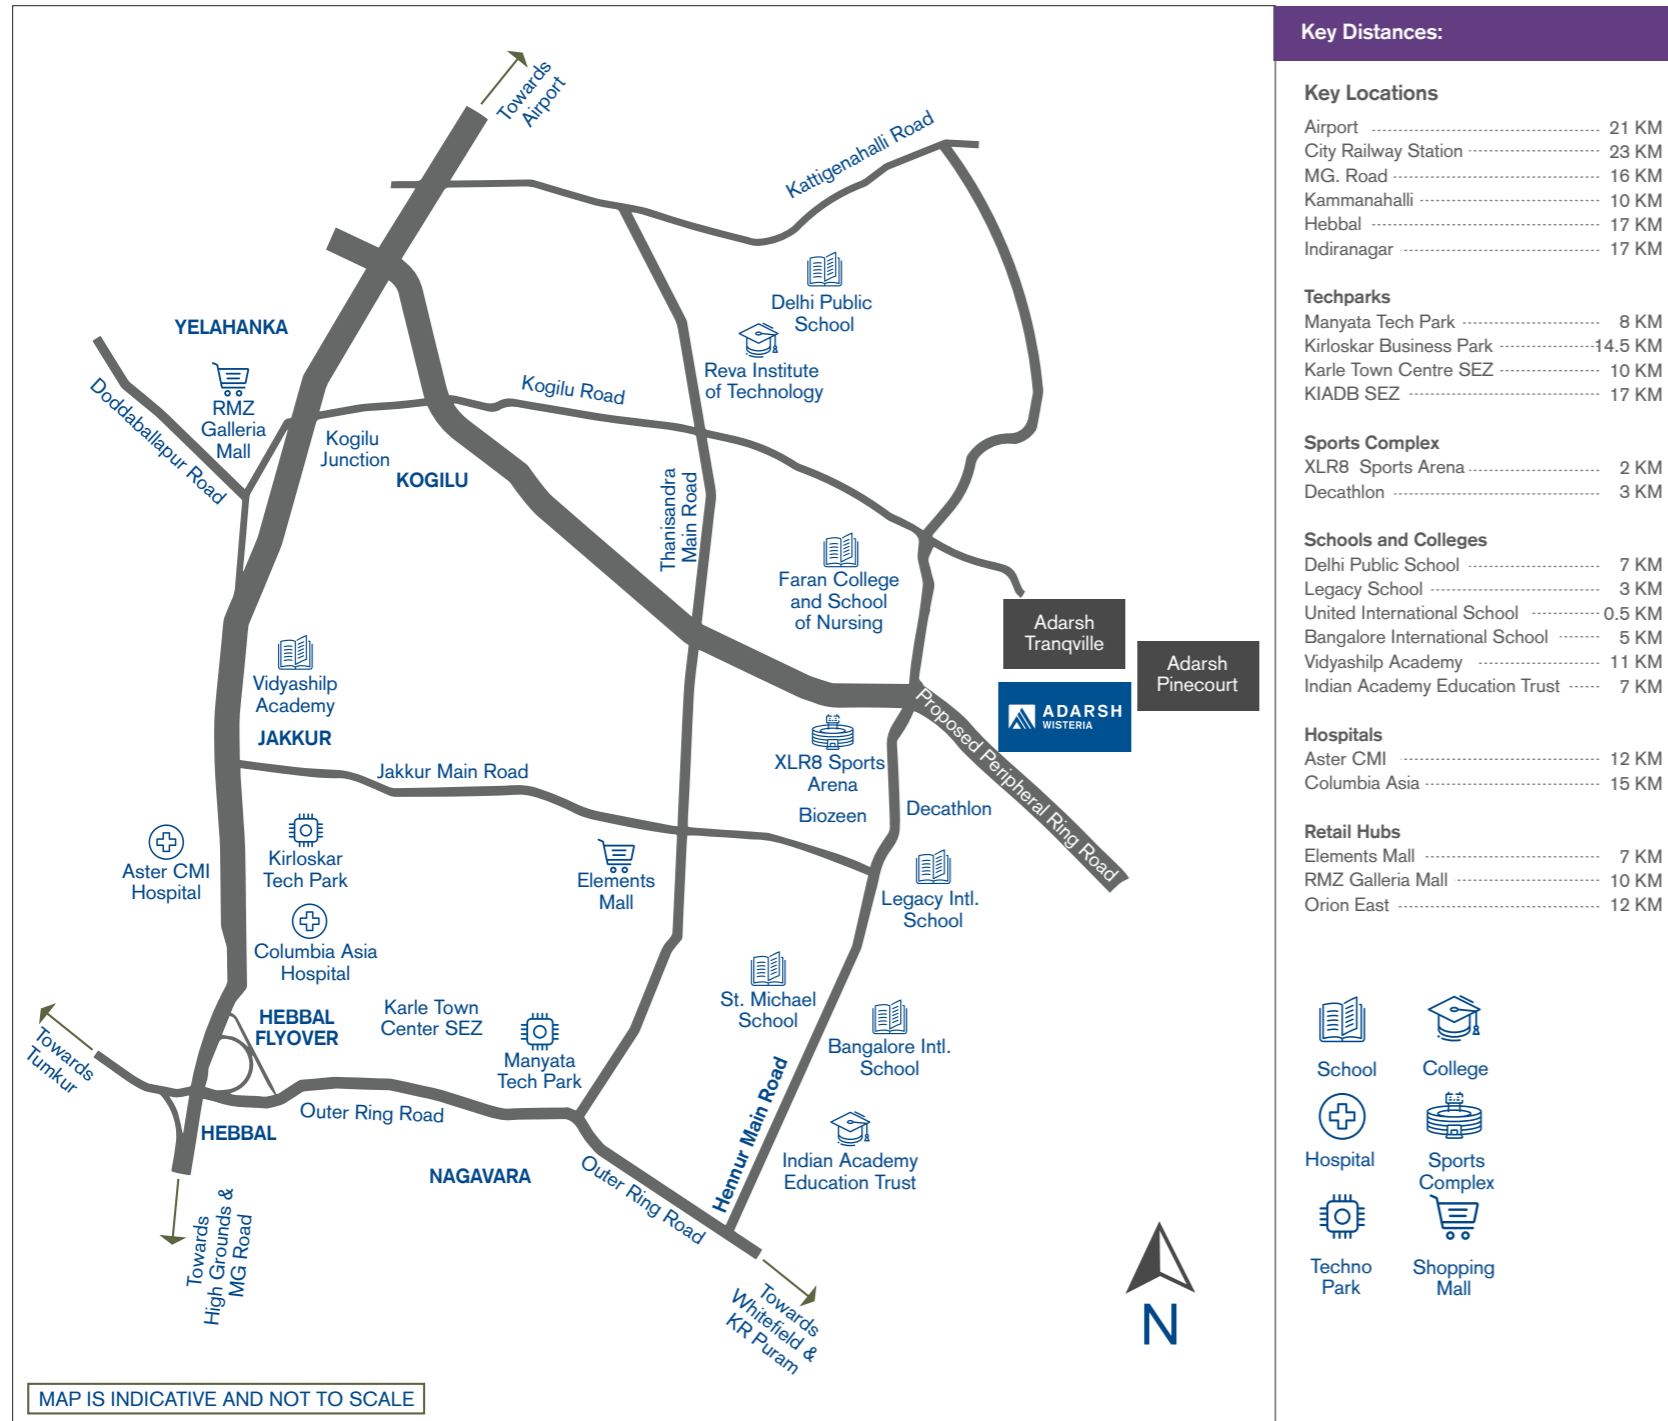 Towards
Airport
Kattigenahalli Road
Delhi Public
School
YELAHANKA
Reva Institute
of Technology
Doddaballapur Road
RMZ
Galleria
Mall
Kogilu Road
Kogilu
Junction
KOGILU
Thanisandra
Main Road
Faran College
and School
of Nursing
Adarsh
Tranqville
Adarsh
Pinecourt
ADARSH
WISTERIA
Proposed Peripheral Ring Road
Vidyashilp
Academy
JAKKUR
Jakkur Main Road
XLR8 Sports
Arena
Biozeen
Decathlon
Aster CMI
Hospital
Kirloskar
Tech Park
Elements
Mall
Legacy Intl.
School
Columbia Asia
Hospital
St. Michael
School
HEBBAL
FLYOVER
Karle Town
Center SEZ
Manyata
Tech Park
Bangalore Intl.
School
Towards
Tumkur
Outer Ring Road
HEBBAL
NAGAVARA
Outer Ring Road
Hennur Main Road
Indian Academy
Education Trust
Towards
High Grounds &
MG Road
Towards
Whitefield &
KR Puram
N
MAP IS INDICATIVE AND NOT TO SCALE
Key Distances:
Key Locations
Airport 21 KM
City Railway Station 23 KM
MG. Road 16 KM
Kammanahalli 10 KM
Hebbal 17 KM
Indiranagar 17 KM
Techparks
Manyata Tech Park 8 KM
Kirloskar Business Park 14.5 KM
Karle Town Centre SEZ 10 KM
KIADB SEZ 17 KM
Sports Complex
XLR8 Sports Arena 2 KM
Decathlon 3 KM
Schools and Colleges
Delhi Public School 7 KM
Legacy School 3 KM
United International School 0.5 KM
Bangalore International School 5 KM
Vidyashilp Academy 11 KM
Indian Academy Education Trust 7 KM
Hospitals
Aster CMI 12 KM
Columbia Asia 15 KM
Retail Hubs
Elements Mall 7 KM
RMZ Galleria Mall 10 KM
Orion East 12 KM
School
College
Hospital
Sports
Complex
Techno
Park
Shopping
Mall